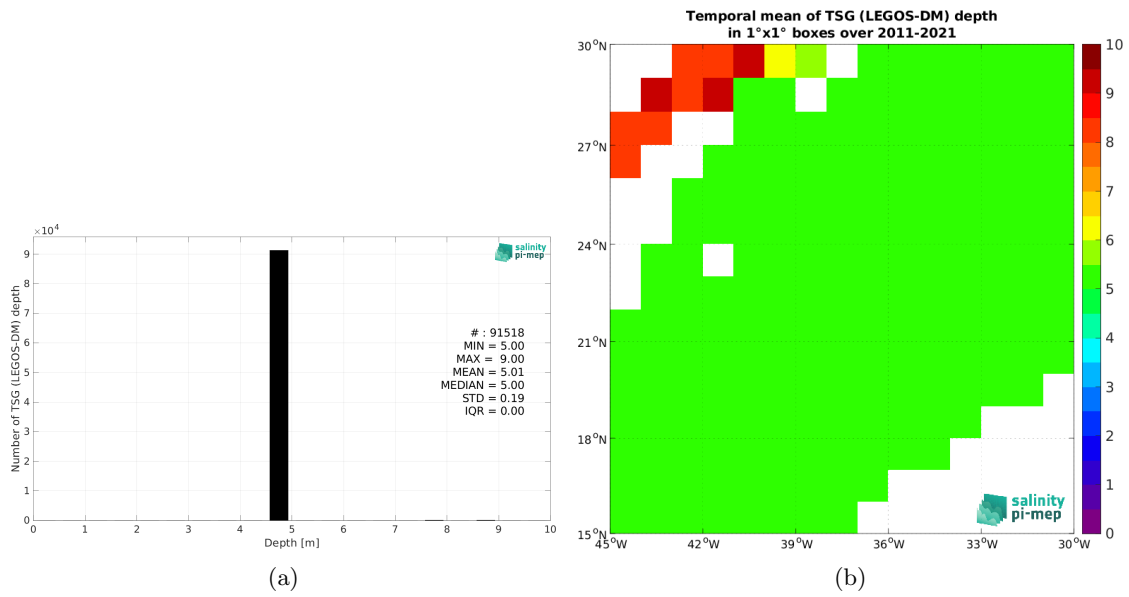 ×10⁴
9
8
7
6
5
4
3
2
1
0
Number of TSG (LEGOS-DM) depth
salinity
pi-mep
# : 91518
MIN = 5.00
MAX = 9.00
MEAN = 5.01
MEDIAN = 5.00
STD = 0.19
IQR = 0.00
0 1 2 3 4 5 6 7 8 9 10
Depth [m]
(a)
Temporal mean of TSG (LEGOS-DM) depth
in 1°x1° boxes over 2011-2021
30°N
27°N
24°N
21°N
18°N
15°N
45°W 42°W 39°W 36°W 33°W 30°W
salinity
pi-mep
10
9
8
7
6
5
4
3
2
1
0
(b)